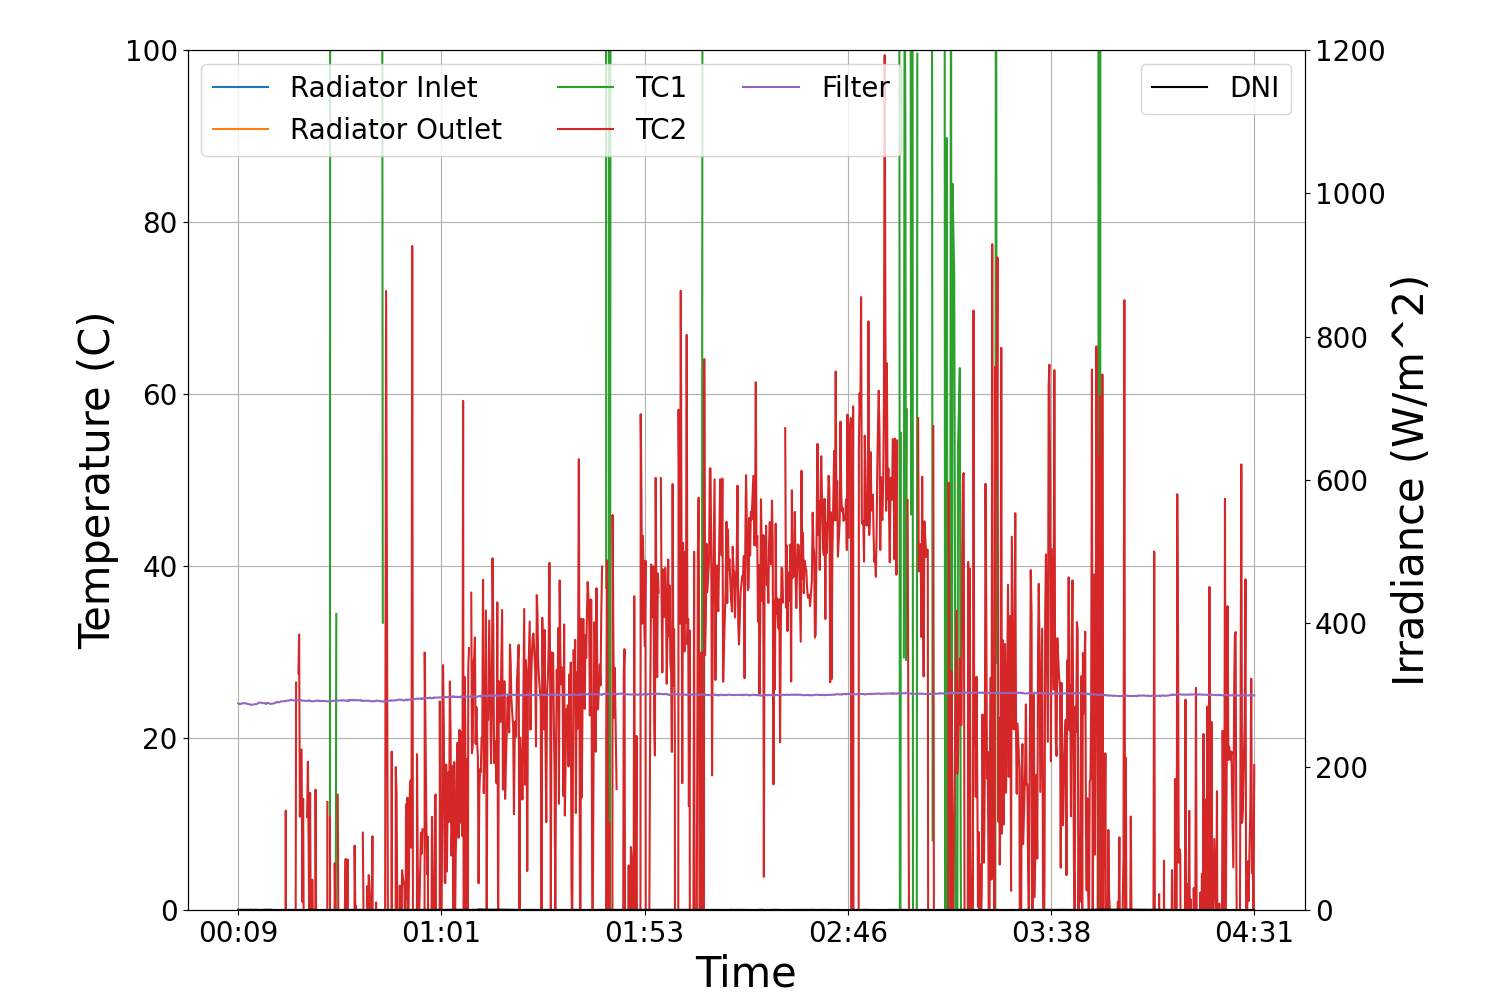 100
80
60
40
20
0
Temperature (C)
Radiator Inlet
Radiator Outlet
TC1
TC2
Filter
DNI
1200
1000
800
600
400
200
0
Irradiance (W/m^2)
00:09
01:01
01:53
02:46
03:38
04:31
Time